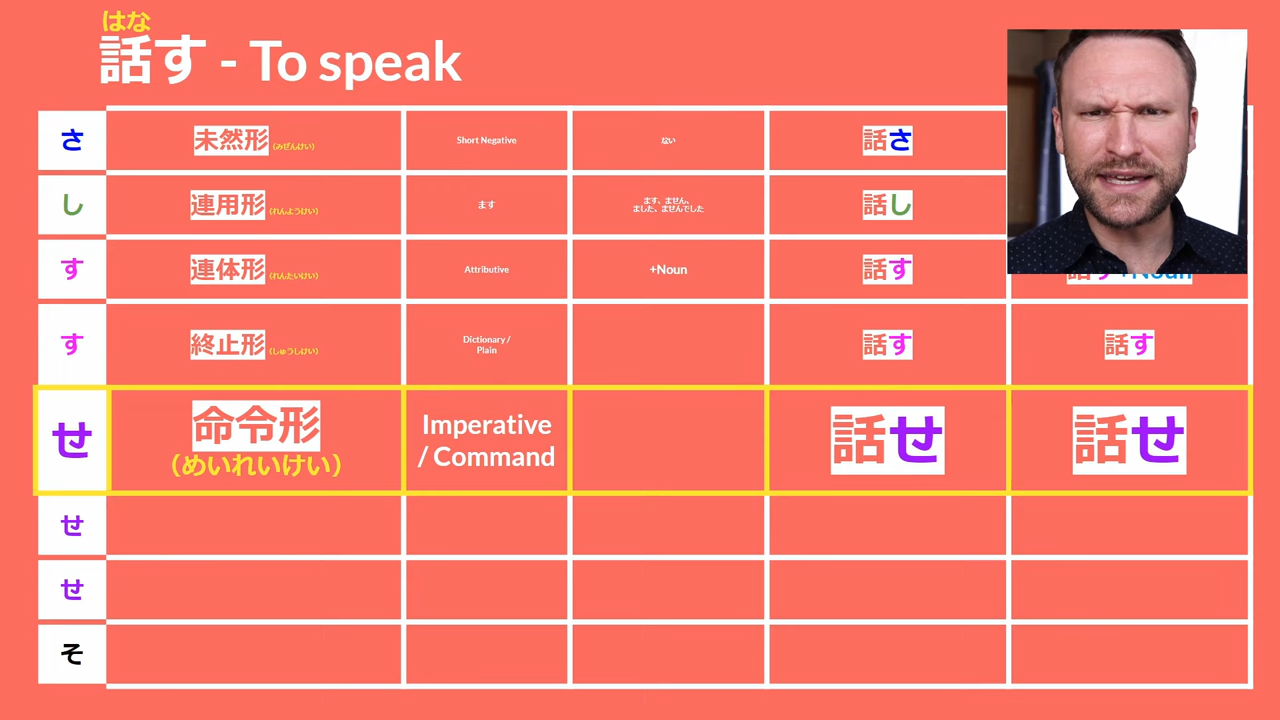 はな
話す - To speak
さ
未然形
(みぜんけい)
Short Negative
ない
話さ
し
連用形
(れんようけい)
ます
ます、ません、
ました、ませんでした
話し
す
連体形
(れんたいけい)
Attributive
+Noun
話す
話す+Noun
す
終止形
(しゅうしけい)
Dictionary /
Plain
話す
話す
せ
命令形
(めいれいけい)
Imperative
/ Command
話せ
話せ
せ
せ
そ